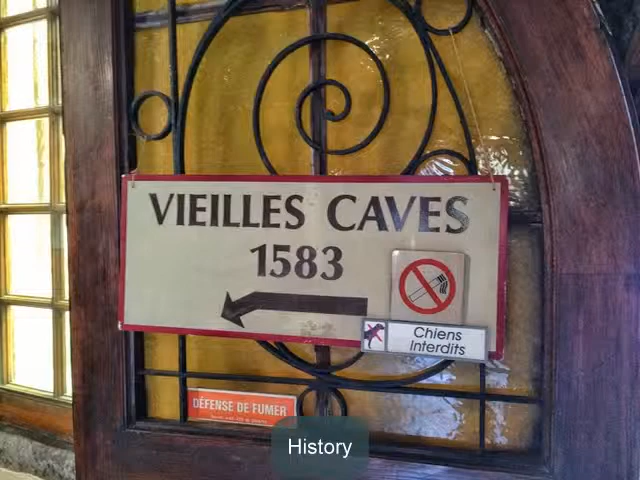 VIEILLES CAVES
1583
Chiens
Interdits
DÉFENSE DE FUMER
History